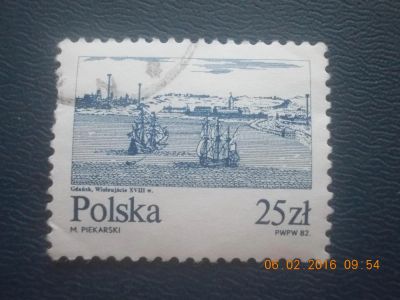 Gdańsk, Wisłoujście XVIII w.
Polska 25zł
M. PIEKARSKI PWPW 82.
06.02.2016 09:54